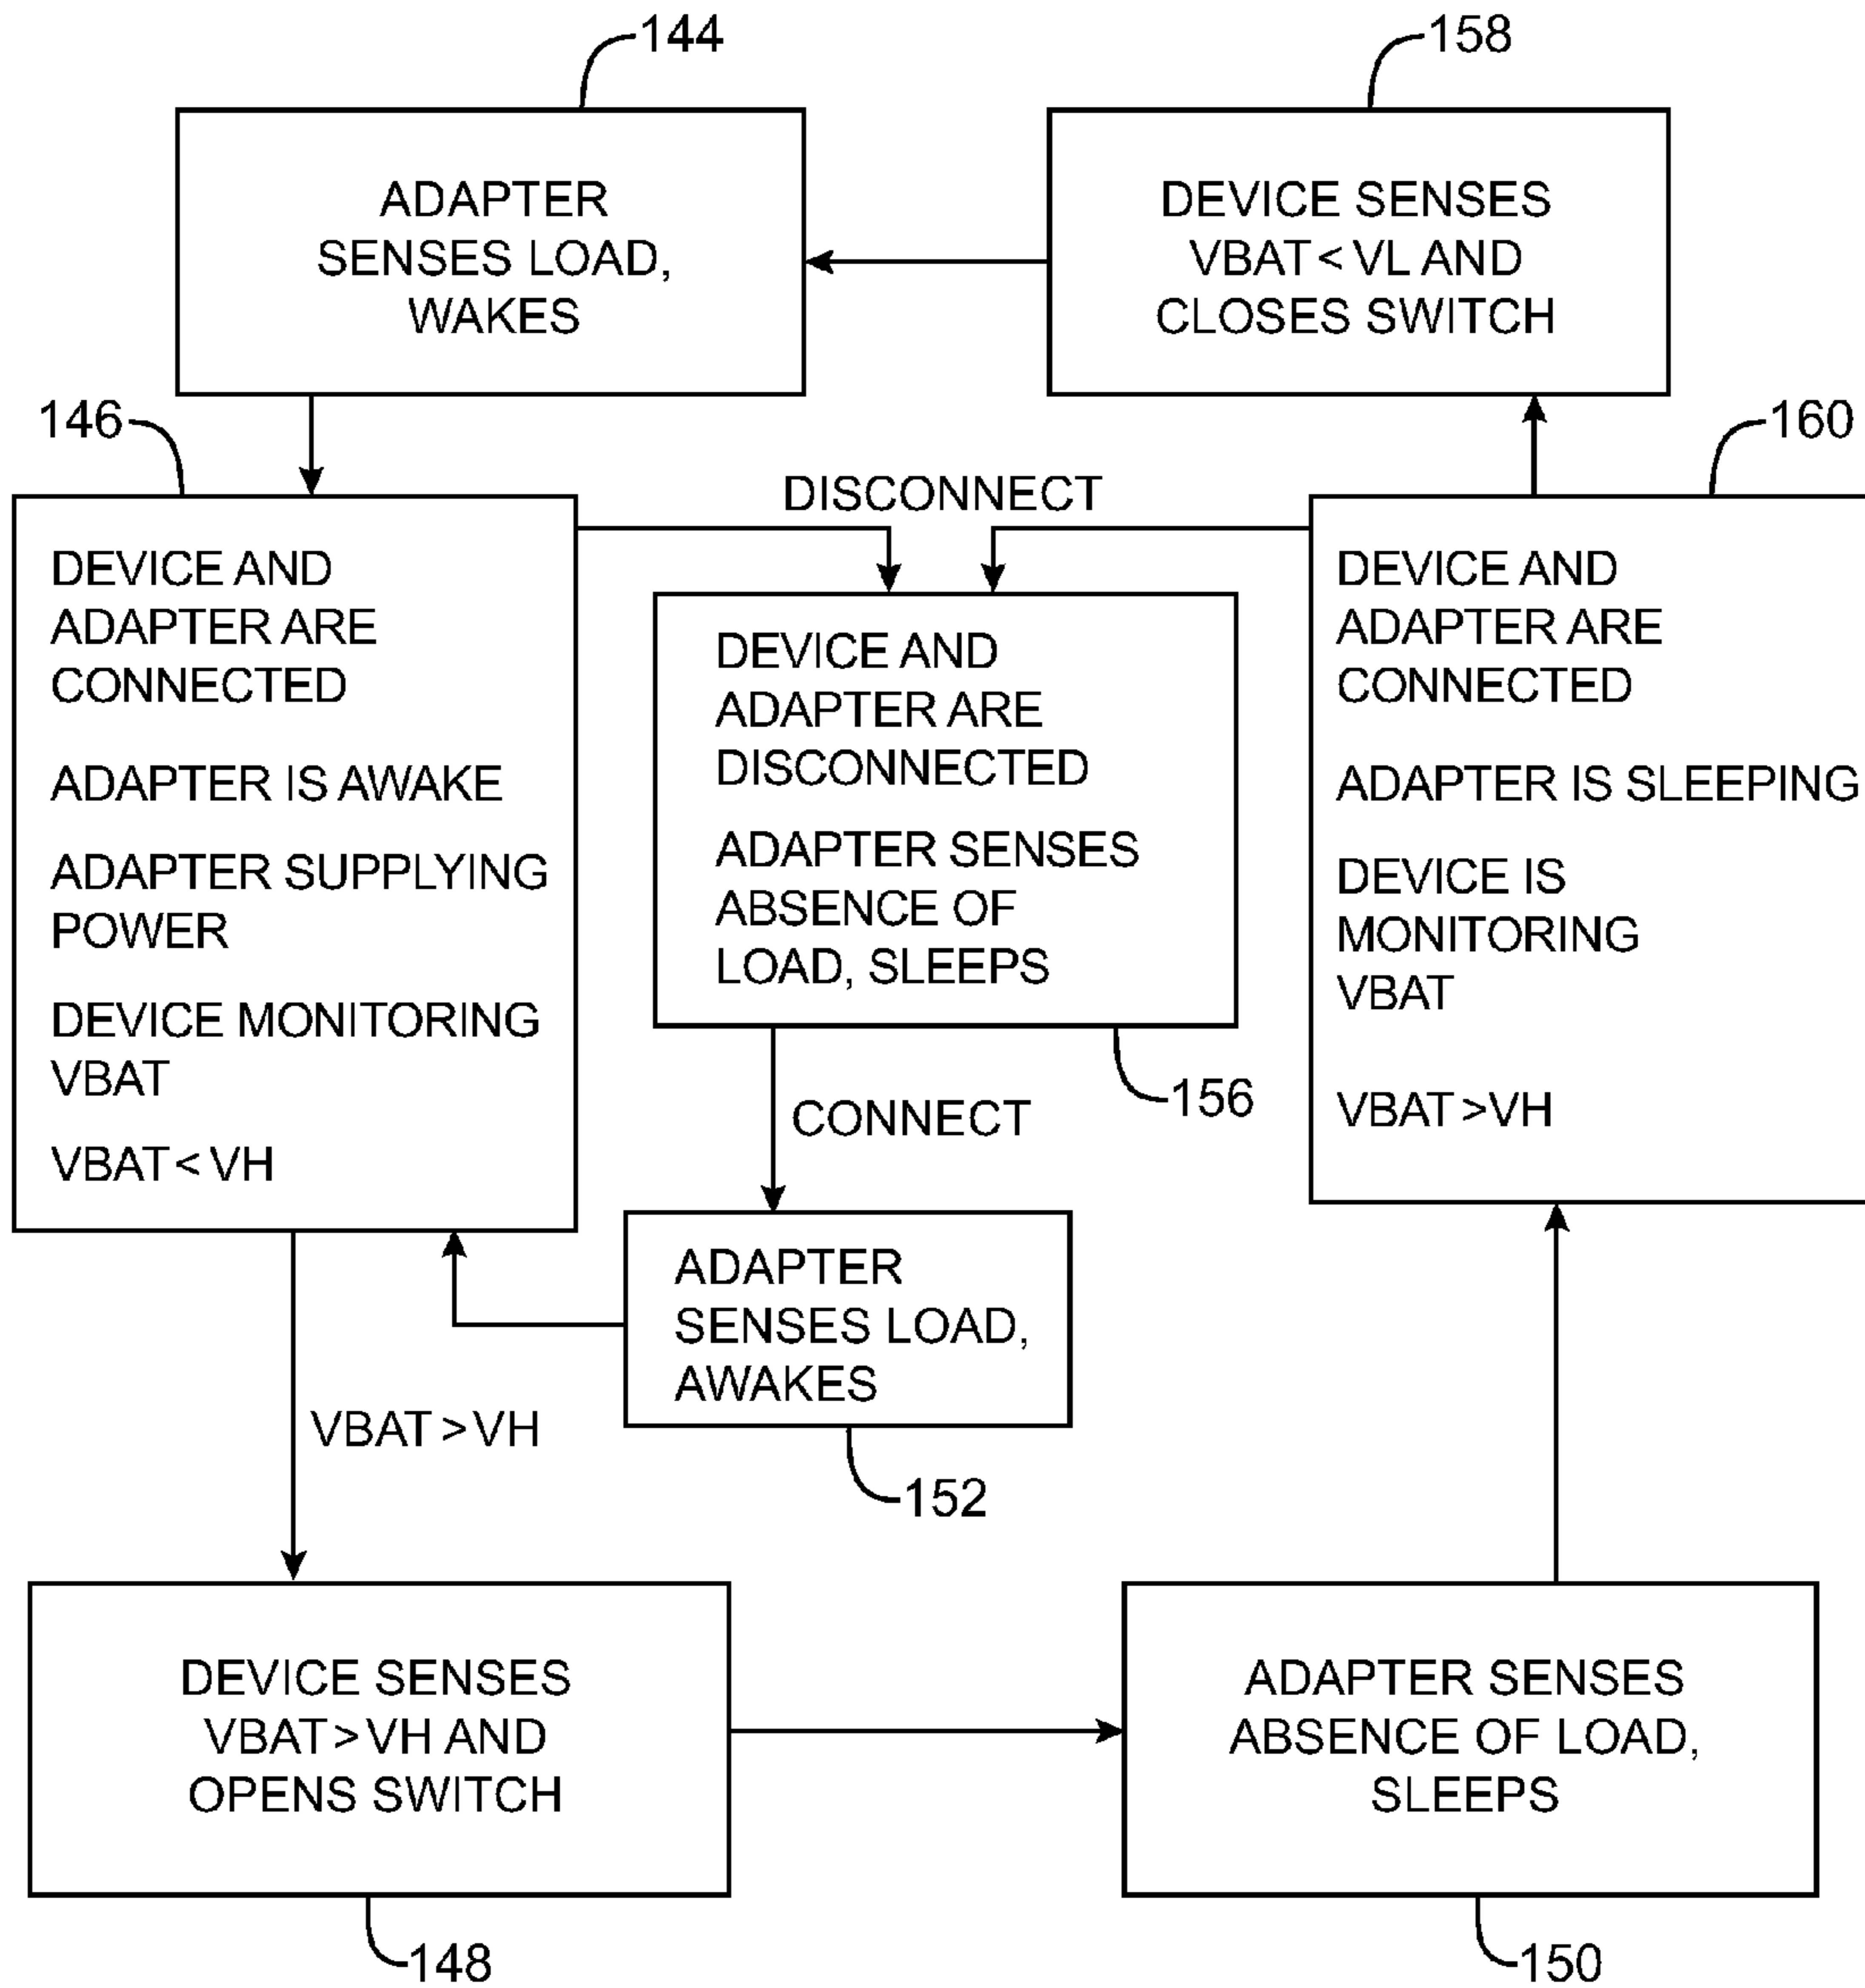 144
158
ADAPTER
SENSES LOAD,
WAKES
DEVICE SENSES
VBAT < VL AND
CLOSES SWITCH
146
160
DISCONNECT
DEVICE AND
ADAPTER ARE
CONNECTED
ADAPTER IS AWAKE
ADAPTER SUPPLYING
POWER
DEVICE MONITORING
VBAT
VBAT < VH
DEVICE AND
ADAPTER ARE
DISCONNECTED
ADAPTER SENSES
ABSENCE OF
LOAD, SLEEPS
156
DEVICE AND
ADAPTER ARE
CONNECTED
ADAPTER IS SLEEPING
DEVICE IS
MONITORING
VBAT
VBAT > VH
CONNECT
ADAPTER
SENSES LOAD,
AWAKES
152
VBAT > VH
DEVICE SENSES
VBAT > VH AND
OPENS SWITCH
148
ADAPTER SENSES
ABSENCE OF LOAD,
SLEEPS
150